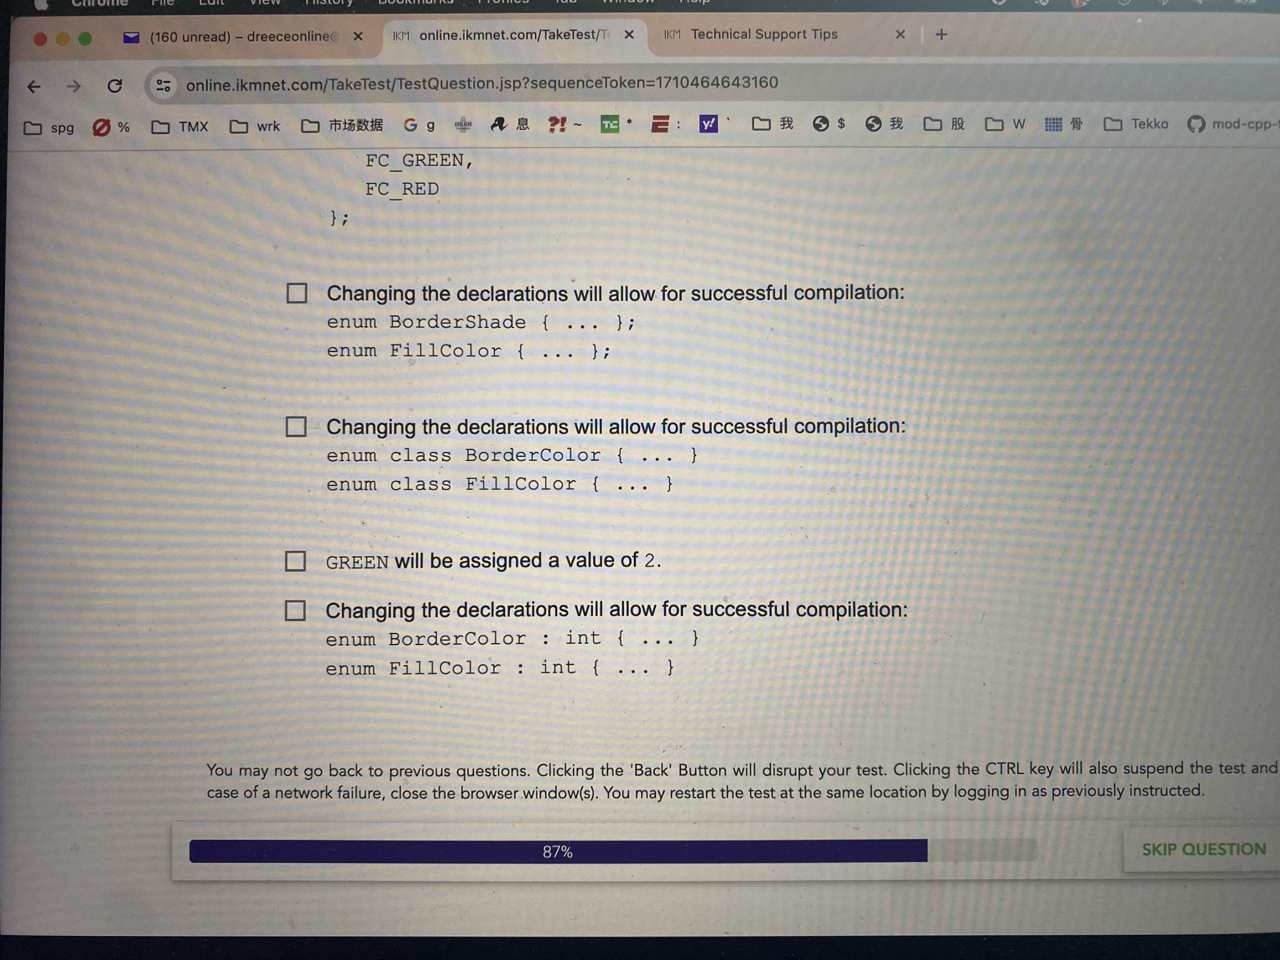 Chrome File Edit View History Bookmarks Profiles Tab Window Help
(160 unread) – dreeceonline@ × IKM online.ikmnet.com/TakeTest/T × IKM Technical Support Tips × +
online.ikmnet.com/TakeTest/TestQuestion.jsp?sequenceToken=1710464643160
spg % TMX wrk 市场数据 G g 息 ?! ~ TC * E : y! ` 我 $ 我 股 W 骨 Tekko mod-cpp-
FC_GREEN,
FC_RED
};
Changing the declarations will allow for successful compilation:
enum BorderShade { ... };
enum FillColor { ... };
Changing the declarations will allow for successful compilation:
enum class BorderColor { ... }
enum class FillColor { ... }
GREEN will be assigned a value of 2.
Changing the declarations will allow for successful compilation:
enum BorderColor : int { ... }
enum FillColor : int { ... }
You may not go back to previous questions. Clicking the 'Back' Button will disrupt your test. Clicking the CTRL key will also suspend the test and
case of a network failure, close the browser window(s). You may restart the test at the same location by logging in as previously instructed.
87%
SKIP QUESTION